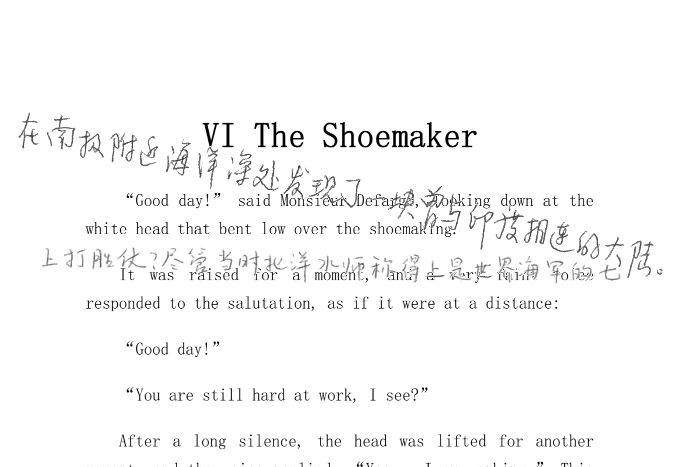 VI The Shoemaker
在南极附近海洋深处发现了一块曾与印度相连的大陆。
“Good day!” said Monsieur Defarge, looking down at the
white head that bent low over the shoemaking.
上打胜仗?尽管当时北洋水师称得上是世界海军的七
It was raised for a moment, and a very faint voice
responded to the salutation, as if it were at a distance:
“Good day!”
“You are still hard at work, I see?”
After a long silence, the head was lifted for another